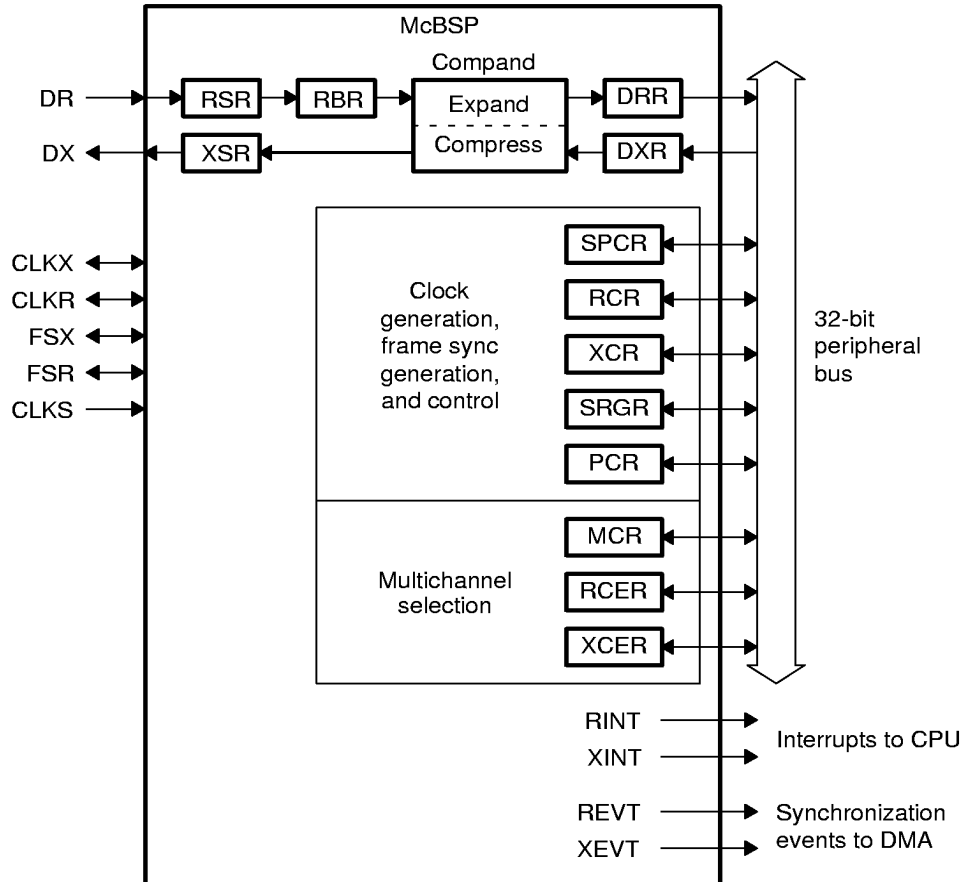 McBSP
Compand
DR
RSR
RBR
Expand
DRR
DX
XSR
Compress
DXR
SPCR
CLKX
CLKR
FSX
FSR
CLKS
Clock
generation,
frame sync
generation,
and control
RCR
XCR
SRGR
PCR
32-bit
peripheral
bus
MCR
Multichannel
selection
RCER
XCER
RINT
XINT
Interrupts to CPU
REVT
XEVT
Synchronization
events to DMA